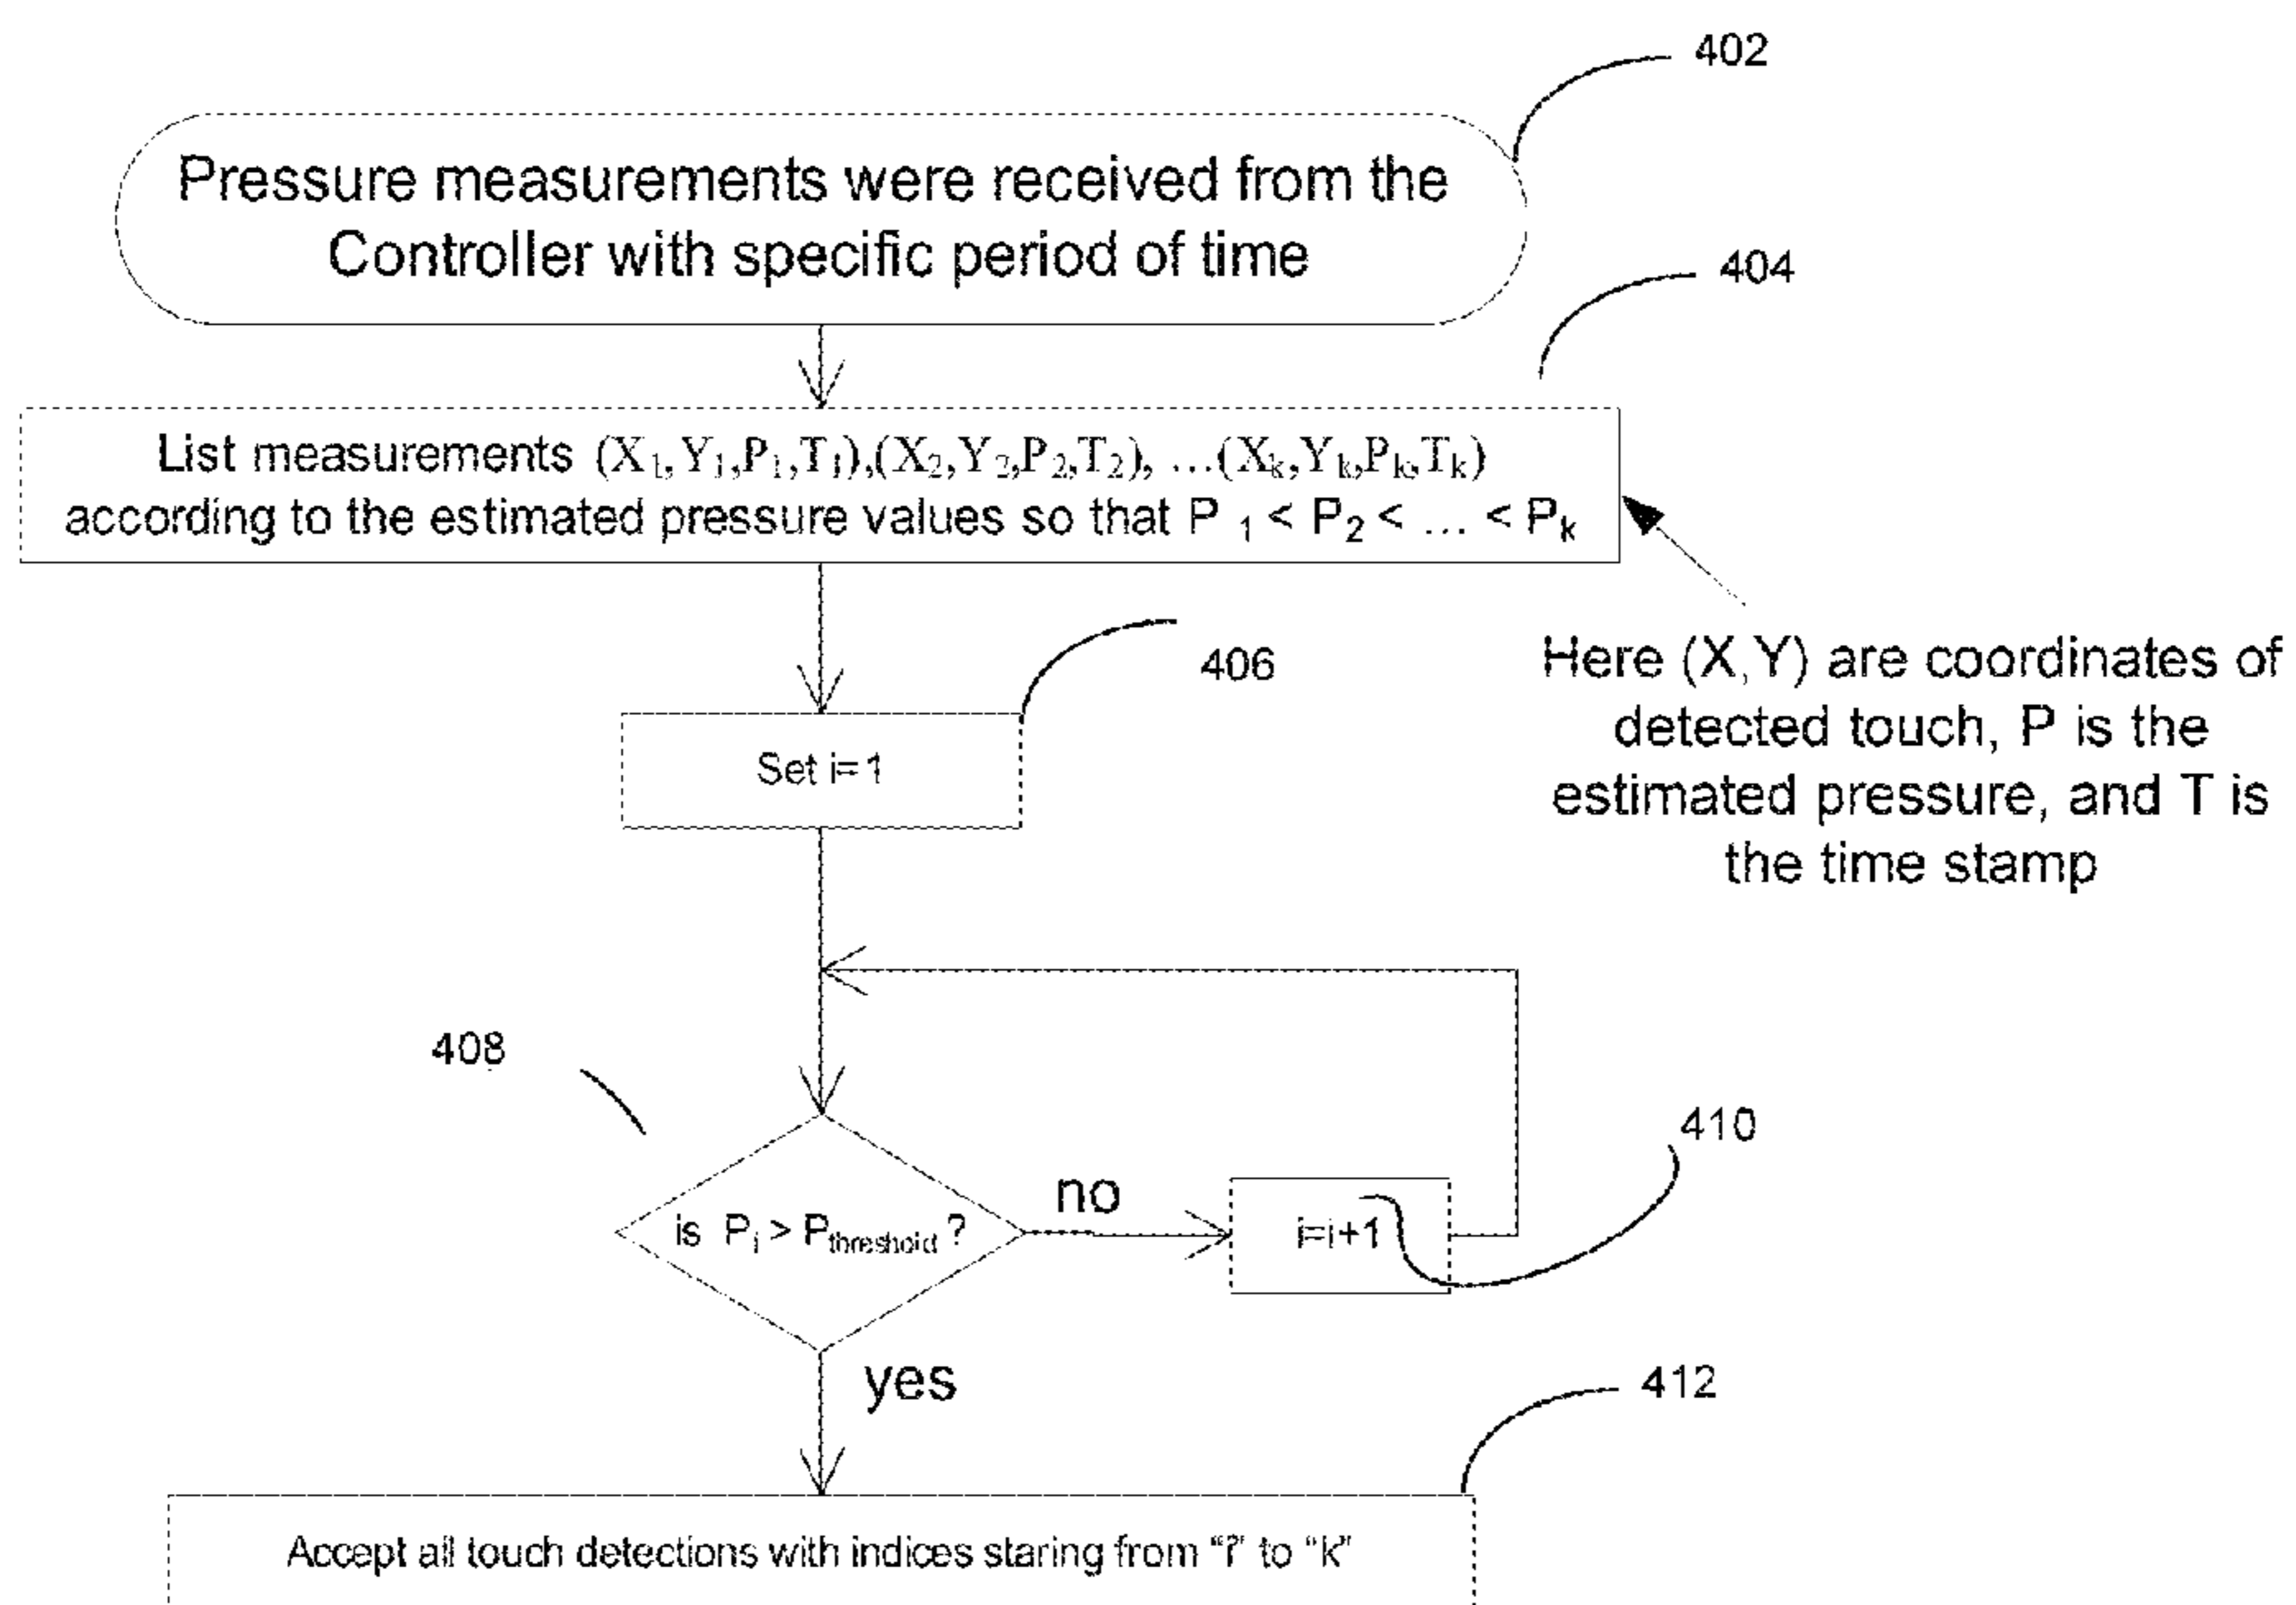 402
Pressure measurements were received from the
Controller with specific period of time
404
List measurements (X1,Y1,P1,T1),(X2,Y2,P2,T2), ...(Xk,Yk,Pk,Tk)
according to the estimated pressure values so that P 1 < P2 < ... < Pk
406
Set i=1
Here (X,Y) are coordinates of
detected touch, P is the
estimated pressure, and T is
the time stamp
408
is Pi > Pthreshold ?
no
i=i+1
410
yes
412
Accept all touch detections with indices staring from “i” to “k”